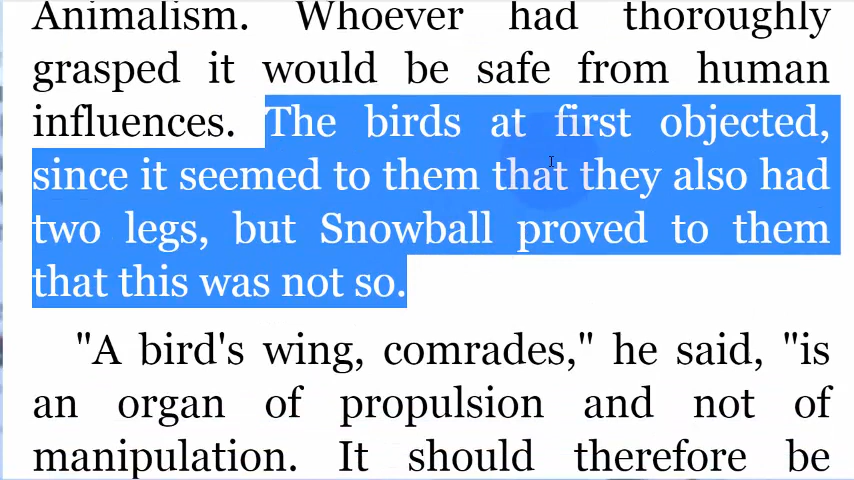 Animalism. Whoever had thoroughly
grasped it would be safe from human
influences. The birds at first objected,
since it seemed to them that they also had
two legs, but Snowball proved to them
that this was not so.
"A bird's wing, comrades," he said, "is
an organ of propulsion and not of
manipulation. It should therefore be